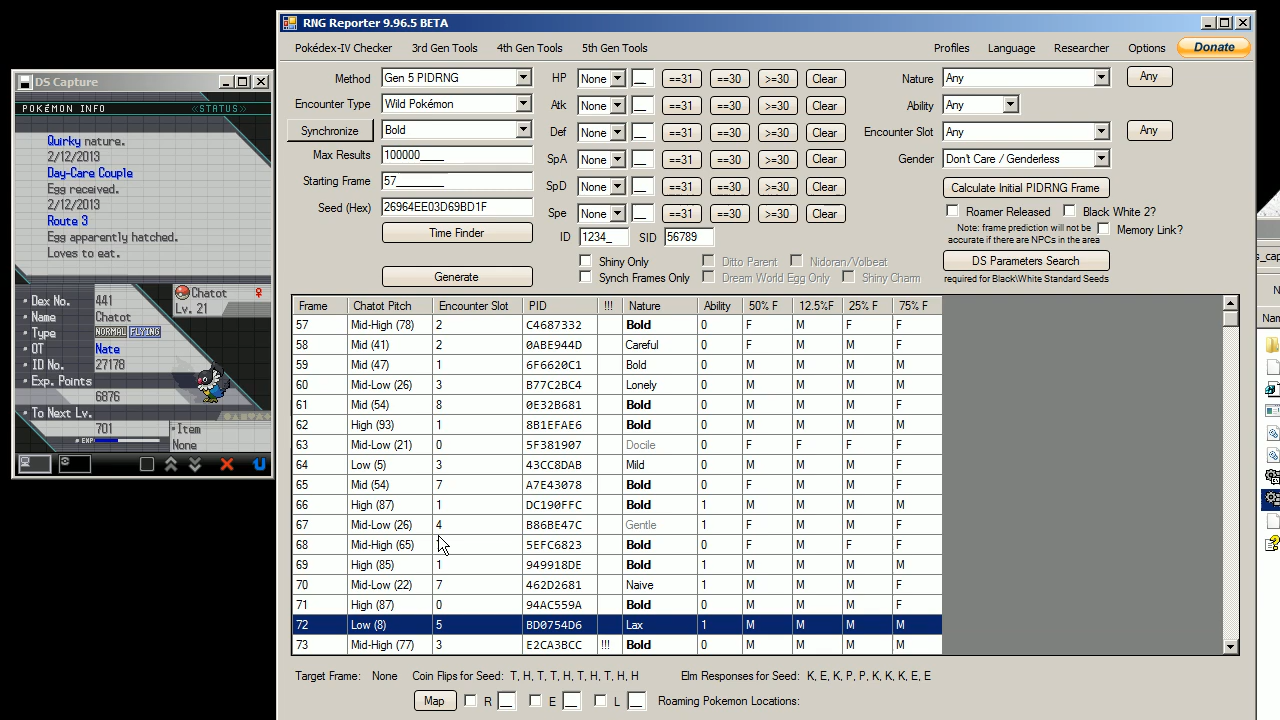 DS Capture
POKÉMON INFO
STATUS
Quirky nature.
2/12/2013
Day-Care Couple
Egg received.
2/12/2013
Route 3
Egg apparently hatched.
Loves to eat.
Dex No. 441
Name Chatot
Type NORMAL FLYING
OT Nate
ID No. 27178
Exp. Points
6876
To Next Lv.
701
EXP
Chatot ♀
Lv. 21
Item
None
RNG Reporter 9.96.5 BETA
Pokédex-IV Checker 3rd Gen Tools 4th Gen Tools 5th Gen Tools Profiles Language Researcher Options Donate
Method Gen 5 PIDRNG
Encounter Type Wild Pokémon
Synchronize Bold
Max Results 100000____
Starting Frame 57________
Seed (Hex) 26964EE03D69BD1F
Time Finder
Generate
HP None __ ==31 ==30 >=30 Clear
Atk None __ ==31 ==30 >=30 Clear
Def None __ ==31 ==30 >=30 Clear
SpA None __ ==31 ==30 >=30 Clear
SpD None __ ==31 ==30 >=30 Clear
Spe None __ ==31 ==30 >=30 Clear
ID 1234_ SID 56789
Shiny Only Ditto Parent Nidoran/Volbeat
Synch Frames Only Dream World Egg Only Shiny Charm
Nature Any Any
Ability Any
Encounter Slot Any Any
Gender Don't Care / Genderless
Calculate Initial PIDRNG Frame
Roamer Released Black White 2?
Note: frame prediction will not be
accurate if there are NPCs in the area
Memory Link?
DS Parameters Search
required for Black\White Standard Seeds
Frame Chatot Pitch Encounter Slot PID !!! Nature Ability 50% F 12.5%F 25% F 75% F
57 Mid-High (78) 2 C4687332 Bold 0 F M F F
58 Mid (41) 2 0ABE944D Careful 0 F M M F
59 Mid (47) 1 6F6620C1 Bold 0 M M M M
60 Mid-Low (26) 3 B77C2BC4 Lonely 0 M M M M
61 Mid (54) 8 0E32B681 Bold 0 M M M F
62 High (93) 1 8B1EFAE6 Bold 0 M M M M
63 Mid-Low (21) 0 5F381907 Docile 0 F F F F
64 Low (5) 3 43CC8DAB Mild 0 M M M F
65 Mid (54) 7 A7E43078 Bold 0 F M M F
66 High (87) 1 DC190FFC Bold 1 M M M M
67 Mid-Low (26) 4 B86BE47C Gentle 1 F M M F
68 Mid-High (65) 5EFC6823 Bold 0 F M F F
69 High (85) 1 949918DE Bold 1 M M M M
70 Mid-Low (22) 7 462D2681 Naive 1 M M M F
71 High (87) 0 94AC559A Bold 0 M M M F
72 Low (8) 5 BD0754D6 Lax 1 M M M M
73 Mid-High (77) 3 E2CA3BCC !!! Bold 0 M M M M
Target Frame: None Coin Flips for Seed: T, H, T, T, H, T, H, T, H, H Elm Responses for Seed: K, E, K, P, P, K, K, K, E, E
Map R __ E __ L __ Roaming Pokemon Locations: